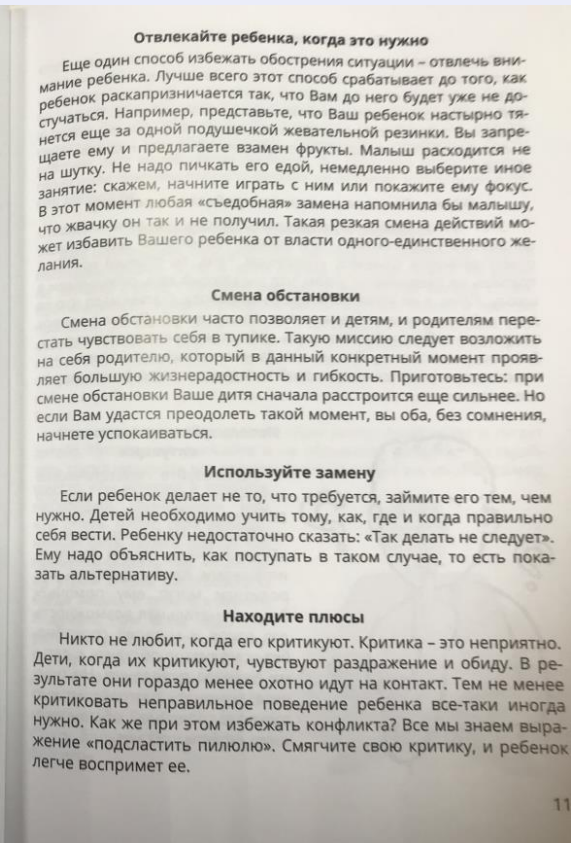 Отвлекайте ребенка, когда это нужно
Еще один способ избежать обострения ситуации – отвлечь вни-
мание ребенка. Лучше всего этот способ срабатывает до того, как
ребенок раскапризничается так, что Вам до него будет уже не до-
стучаться. Например, представьте, что Ваш ребенок настырно тя-
нется еще за одной подушечкой жевательной резинки. Вы запре-
щаете ему и предлагаете взамен фрукты. Малыш расходится не
на шутку. Не надо пичкать его едой, немедленно выберите иное
занятие: скажем, начните играть с ним или покажите ему фокус.
В этот момент любая «съедобная» замена напомнила бы малышу,
что жвачку он так и не получил. Такая резкая смена действий мо-
жет избавить Вашего ребенка от власти одного-единственного же-
лания.
Смена обстановки
Смена обстановки часто позволяет и детям, и родителям пере-
стать чувствовать себя в тупике. Такую миссию следует возложить
на себя родителю, который в данный конкретный момент прояв-
ляет большую жизнерадостность и гибкость. Приготовьтесь: при
смене обстановки Ваше дитя сначала расстроится еще сильнее. Но
если Вам удастся преодолеть такой момент, вы оба, без сомнения,
начнете успокаиваться.
Используйте замену
Если ребенок делает не то, что требуется, займите его тем, чем
нужно. Детей необходимо учить тому, как, где и когда правильно
себя вести. Ребенку недостаточно сказать: «Так делать не следует».
Ему надо объяснить, как поступать в таком случае, то есть пока-
зать альтернативу.
Находите плюсы
Никто не любит, когда его критикуют. Критика – это неприятно.
Дети, когда их критикуют, чувствуют раздражение и обиду. В ре-
зультате они гораздо менее охотно идут на контакт. Тем не менее
критиковать неправильное поведение ребенка все-таки иногда
нужно. Как же при этом избежать конфликта? Все мы знаем выра-
жение «подсластить пилюлю». Смягчите свою критику, и ребенок
легче воспримет ее.
11